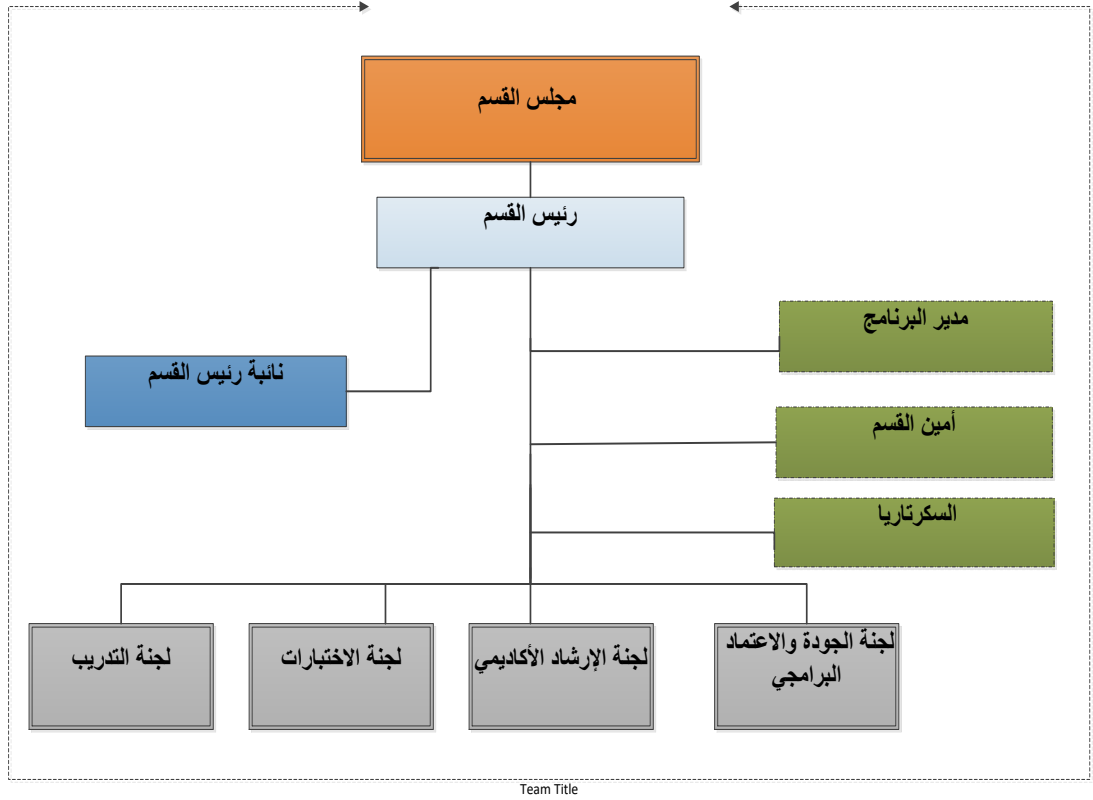 مجلس القسم
رئيس القسم
مدير البرنامج
نائبة رئيس القسم
أمين القسم
السكرتاريا
لجنة الجودة والاعتماد
البرامجي
لجنة الإرشاد الأكاديمي
لجنة الاختبارات
لجنة التدريب
Team Title